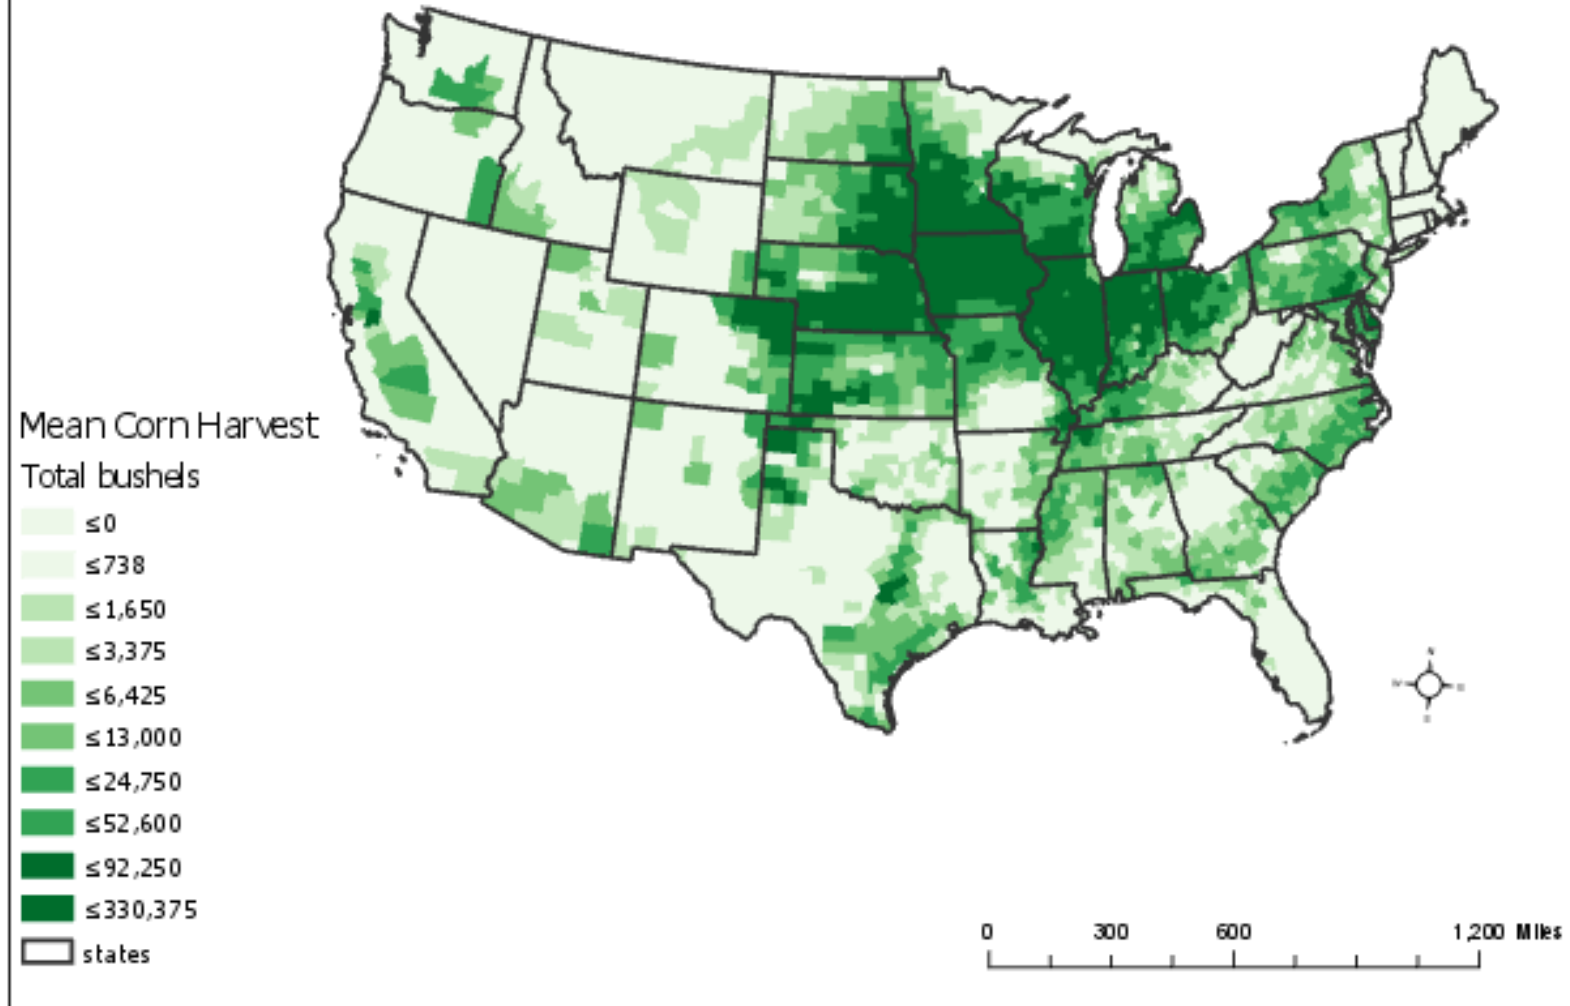 Mean Corn Harvest
Total bushels
≤0
≤738
≤1,650
≤3,375
≤6,425
≤13,000
≤24,750
≤52,600
≤92,250
≤330,375
states
0 300 600 1,200 Miles